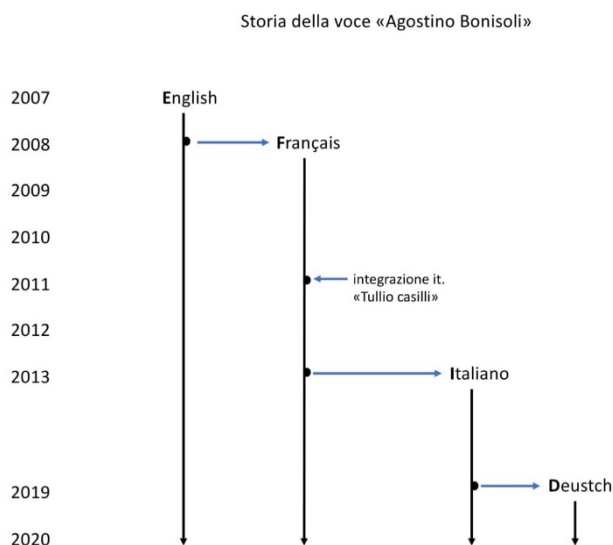 Storia della voce «Agostino Bonisoli»
2007 English
2008 Français
2009
2010
2011 integrazione it.
«Tullio casilli»
2012
2013 Italiano
2019 Deustch
2020